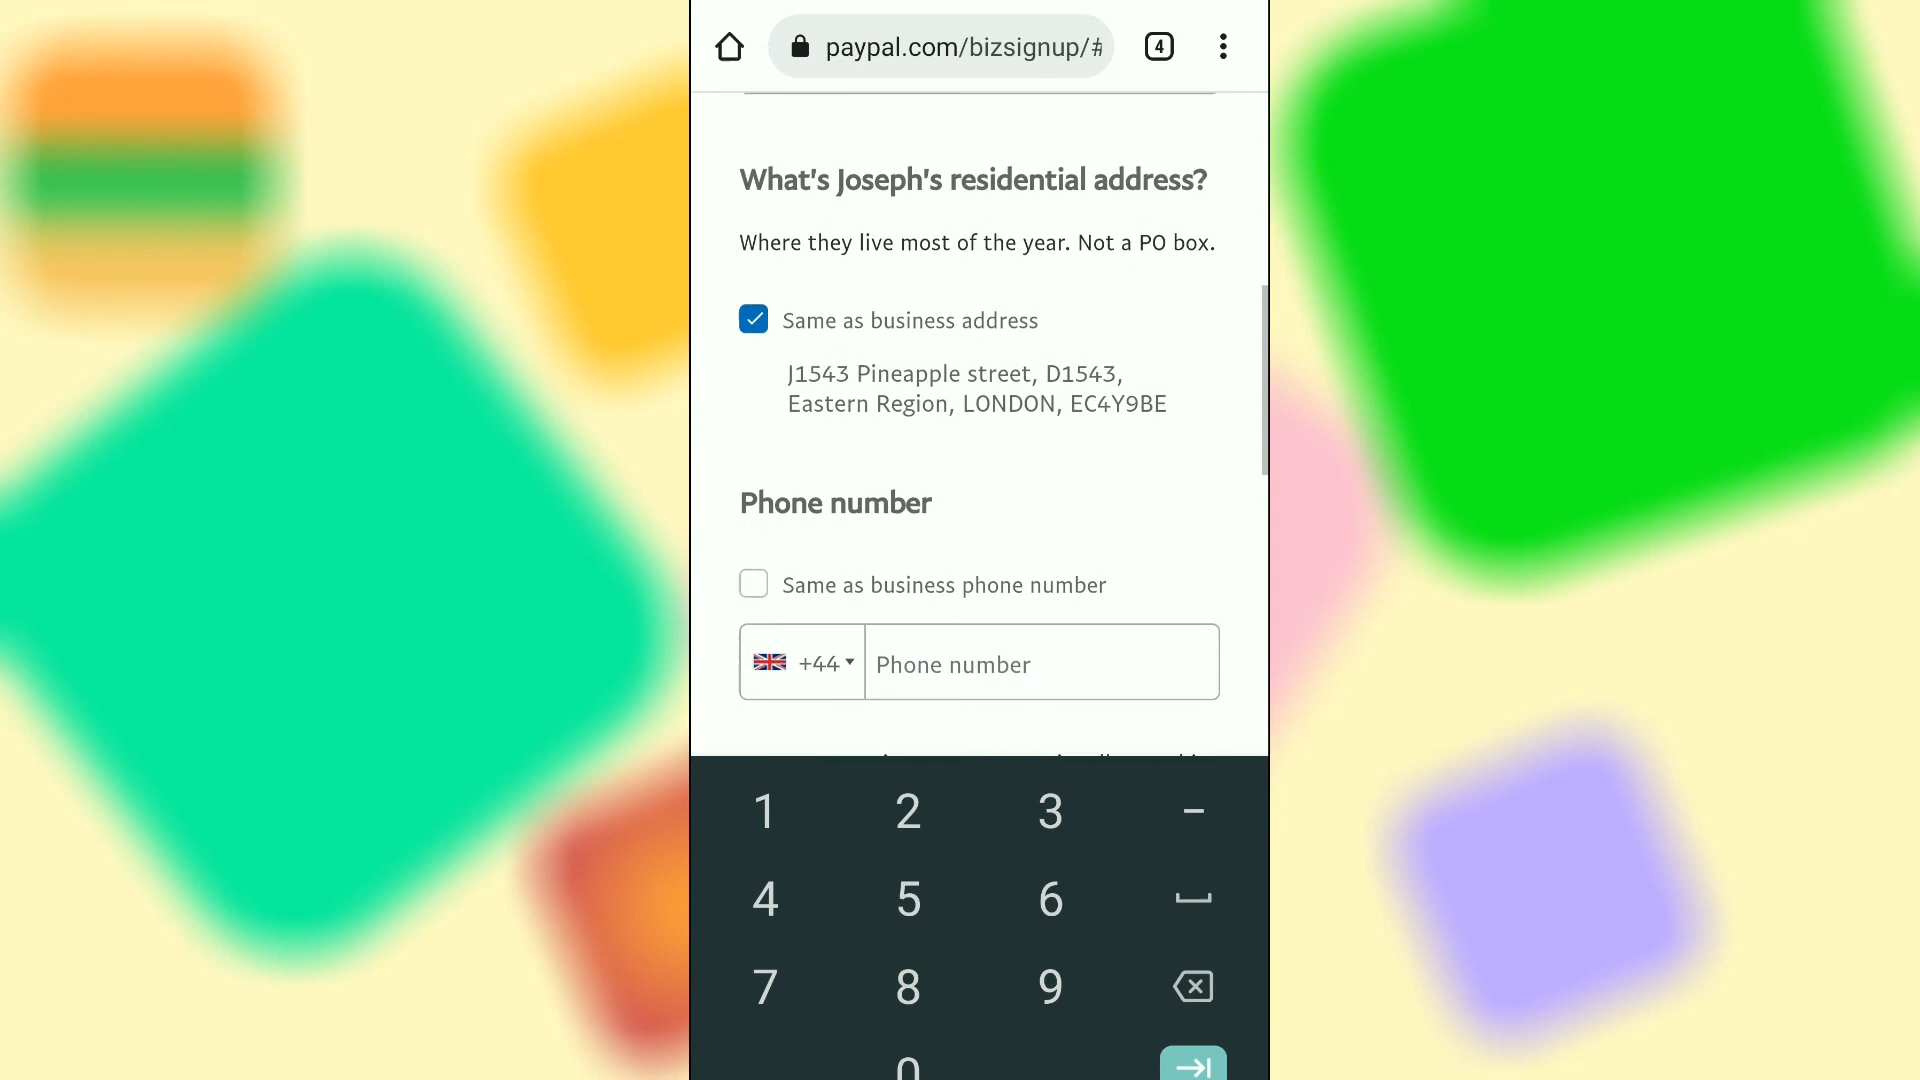 paypal.com/bizsignup/#
4
What's Joseph's residential address?
Where they live most of the year. Not a PO box.
Same as business address
J1543 Pineapple street, D1543,
Eastern Region, LONDON, EC4Y9BE
Phone number
Same as business phone number
+44
Phone number
1 2 3 –
4 5 6
7 8 9
0